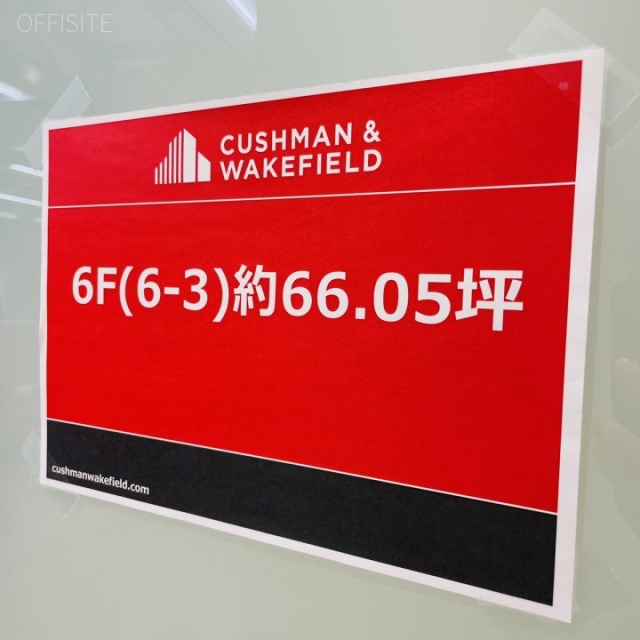 OFFISITE
CUSHMAN &
WAKEFIELD
6F(6-3)約66.05坪
cushmanwakefield.com